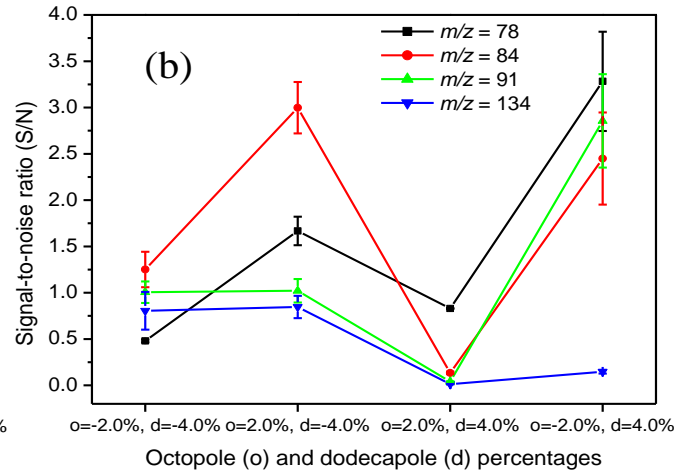 (b)
m/z = 78
m/z = 84
m/z = 91
m/z = 134
Signal-to-noise ratio (S/N)
4.0
3.5
3.0
2.5
2.0
1.5
1.0
0.5
0.0
% o=-2.0%, d=-4.0% o=2.0%, d=-4.0% o=2.0%, d=4.0% o=-2.0%, d=4.0%
Octopole (o) and dodecapole (d) percentages